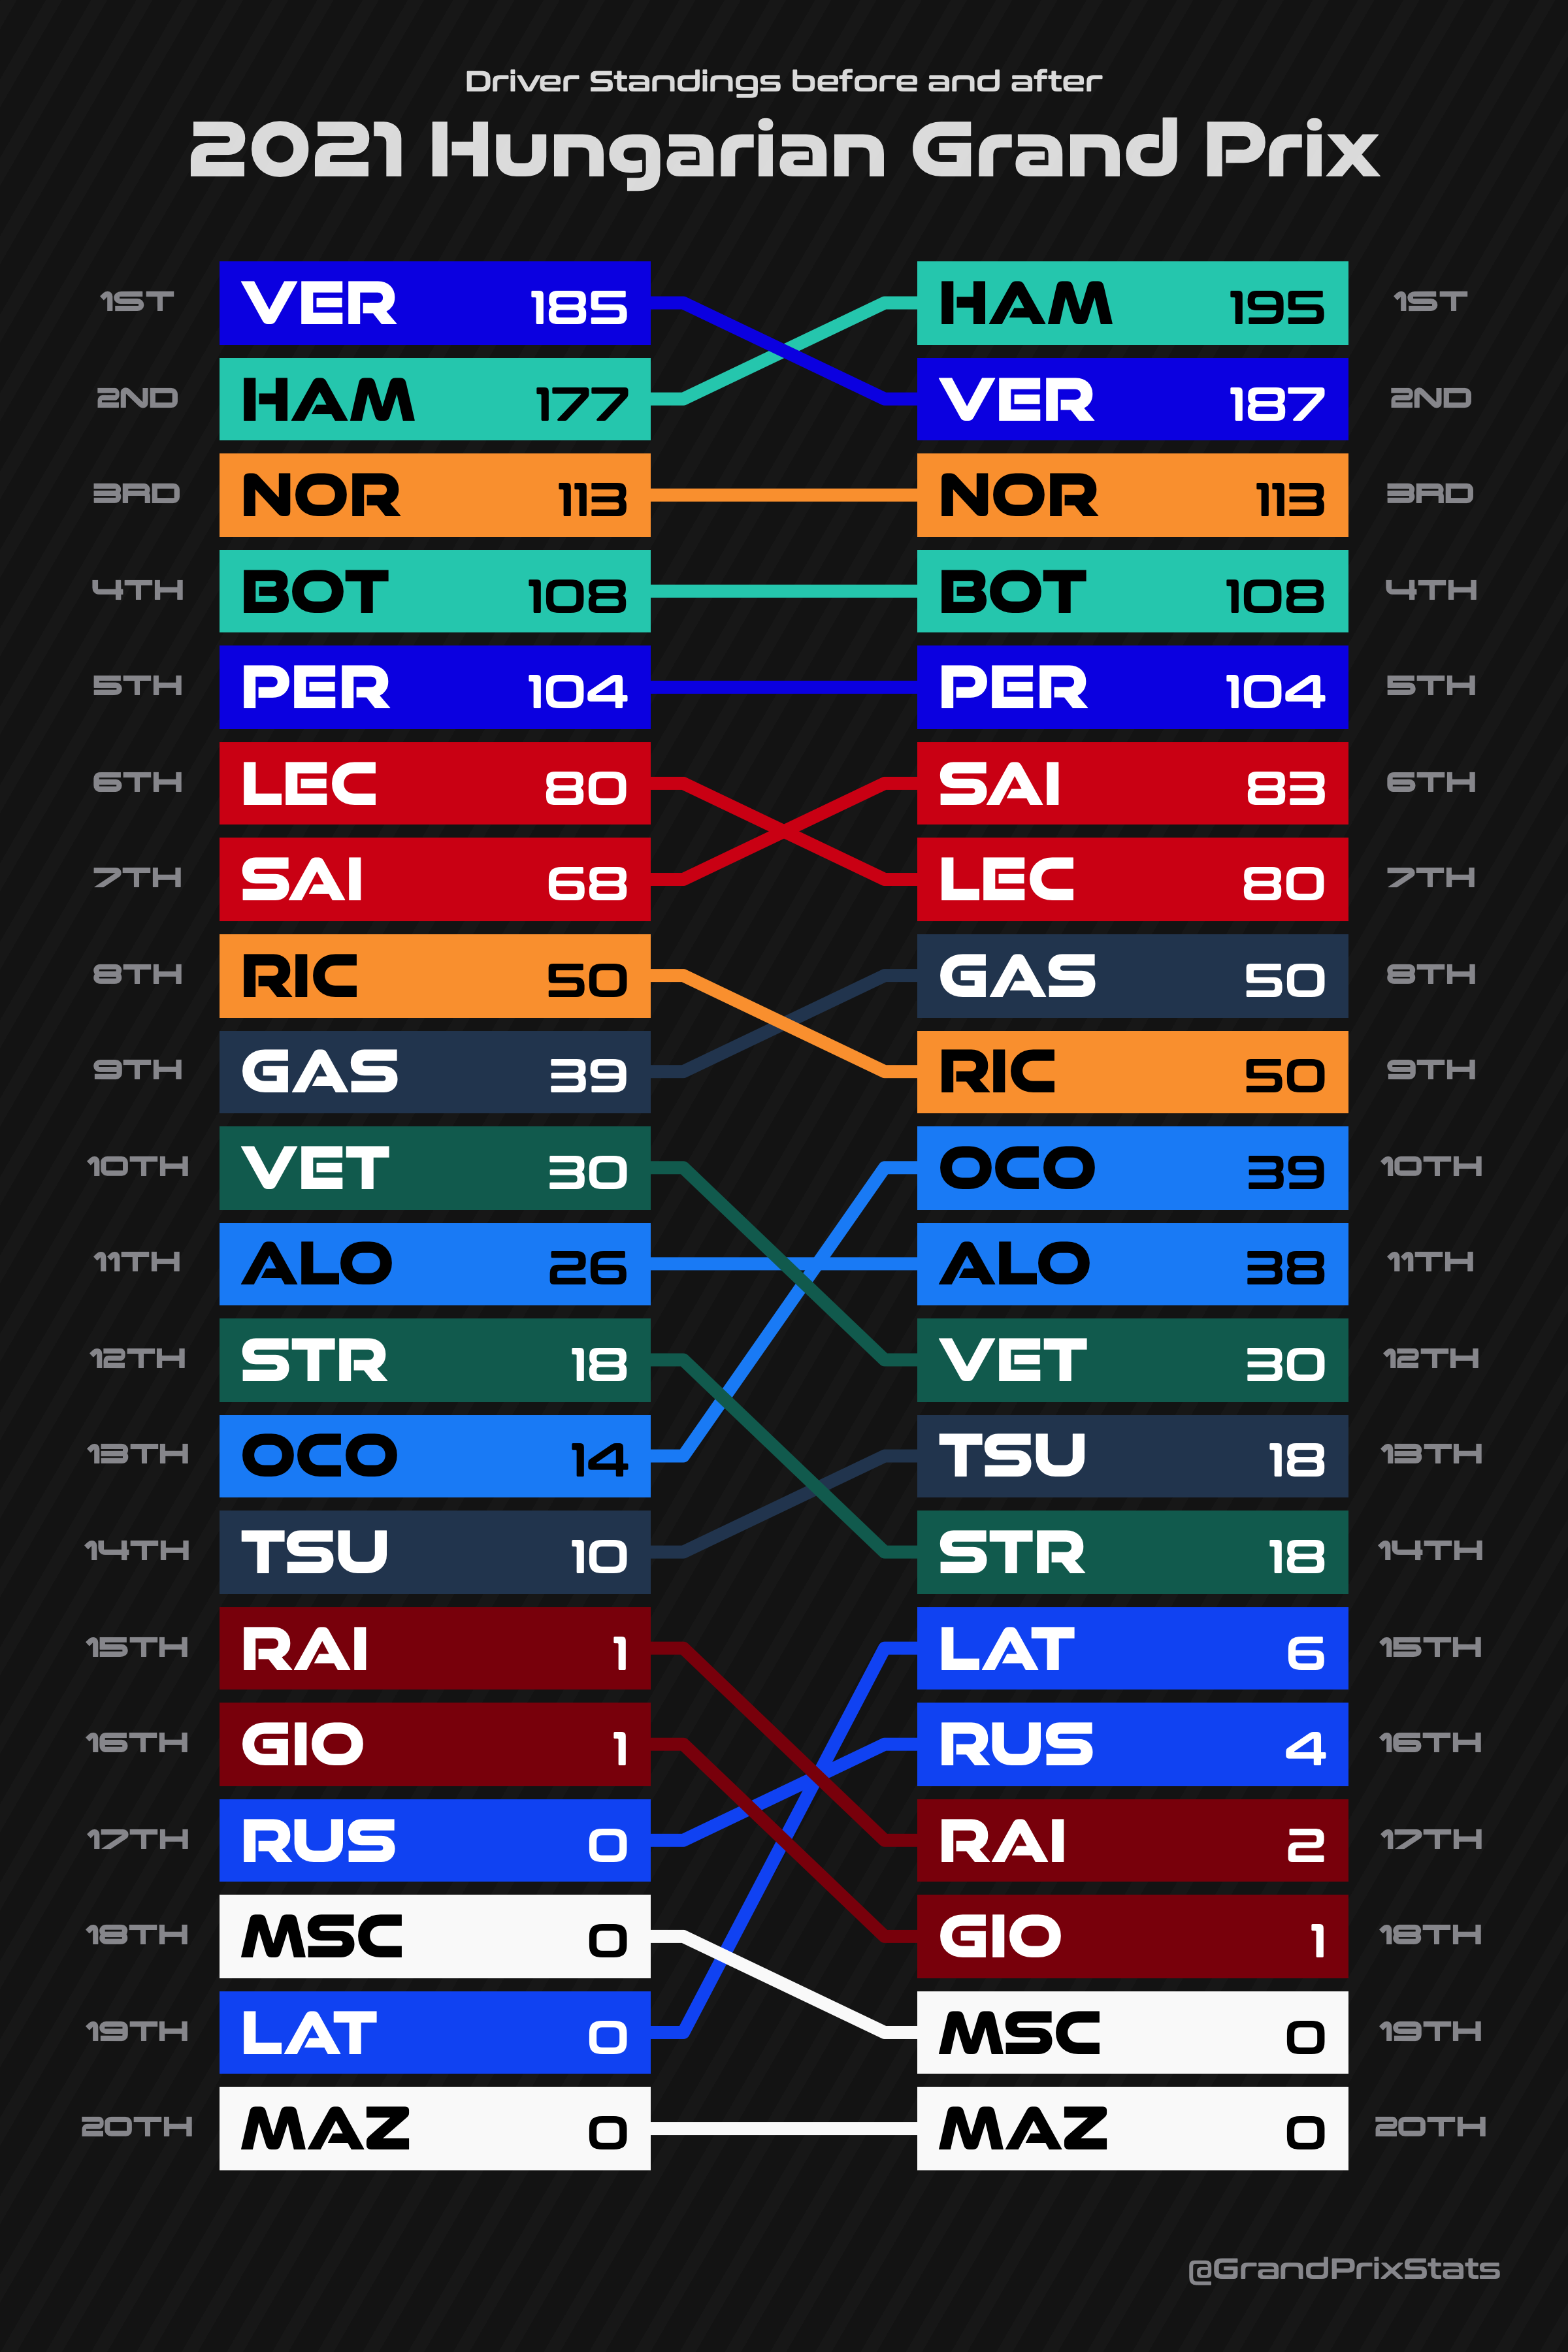 Driver Standings before and after
2021 Hungarian Grand Prix
1ST VER 185 HAM 195 1ST
2ND HAM 177 VER 187 2ND
3RD NOR 113 NOR 113 3RD
4TH BOT 108 BOT 108 4TH
5TH PER 104 PER 104 5TH
6TH LEC 80 SAI 83 6TH
7TH SAI 68 LEC 80 7TH
8TH RIC 50 GAS 50 8TH
9TH GAS 39 RIC 50 9TH
10TH VET 30 OCO 39 10TH
11TH ALO 26 ALO 38 11TH
12TH STR 18 VET 30 12TH
13TH OCO 14 TSU 18 13TH
14TH TSU 10 STR 18 14TH
15TH RAI 1 LAT 6 15TH
16TH GIO 1 RUS 4 16TH
17TH RUS 0 RAI 2 17TH
18TH MSC 0 GIO 1 18TH
19TH LAT 0 MSC 0 19TH
20TH MAZ 0 MAZ 0 20TH
@GrandPrixStats